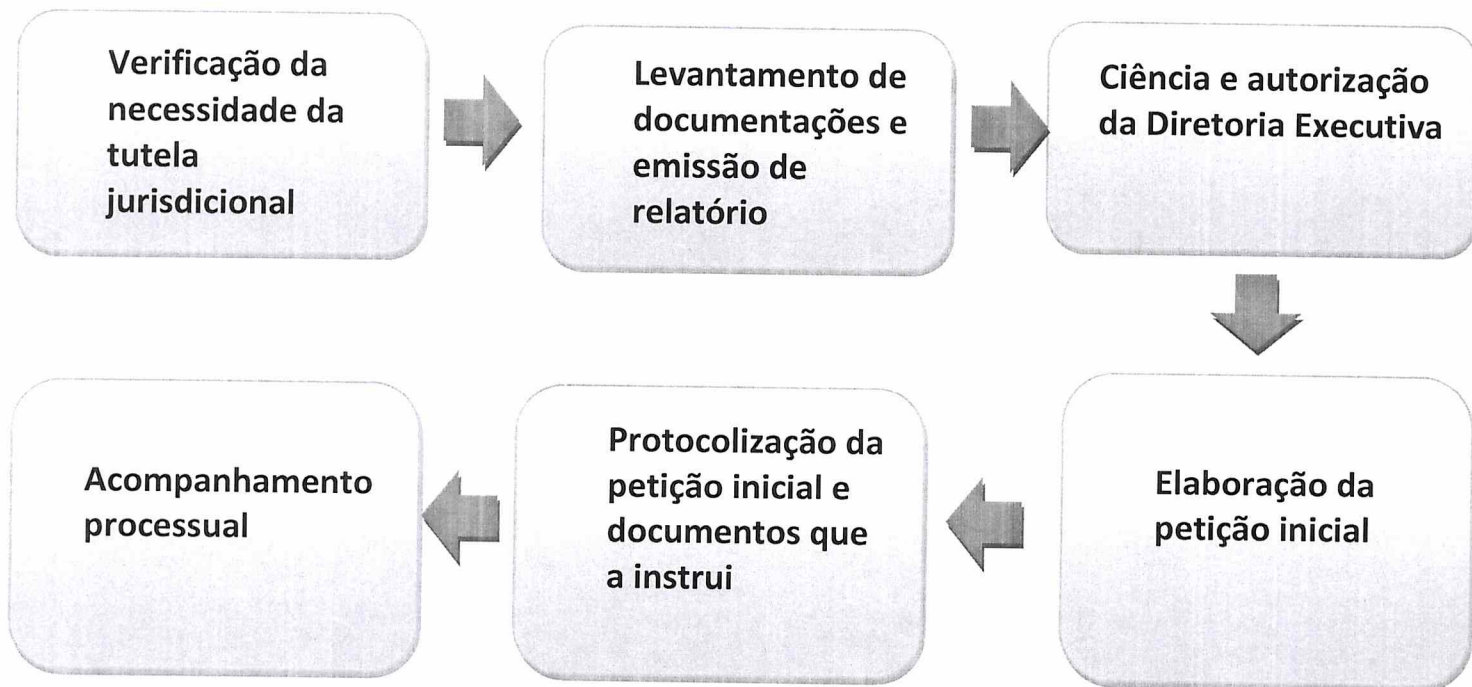 Verificação da
necessidade da
tutela
jurisdicional
Levantamento de
documentações e
emissão de
relatório
Ciência e autorização
da Diretoria Executiva
Elaboração da
petição inicial
Protocolização da
petição inicial e
documentos que
a instrui
Acompanhamento
processual